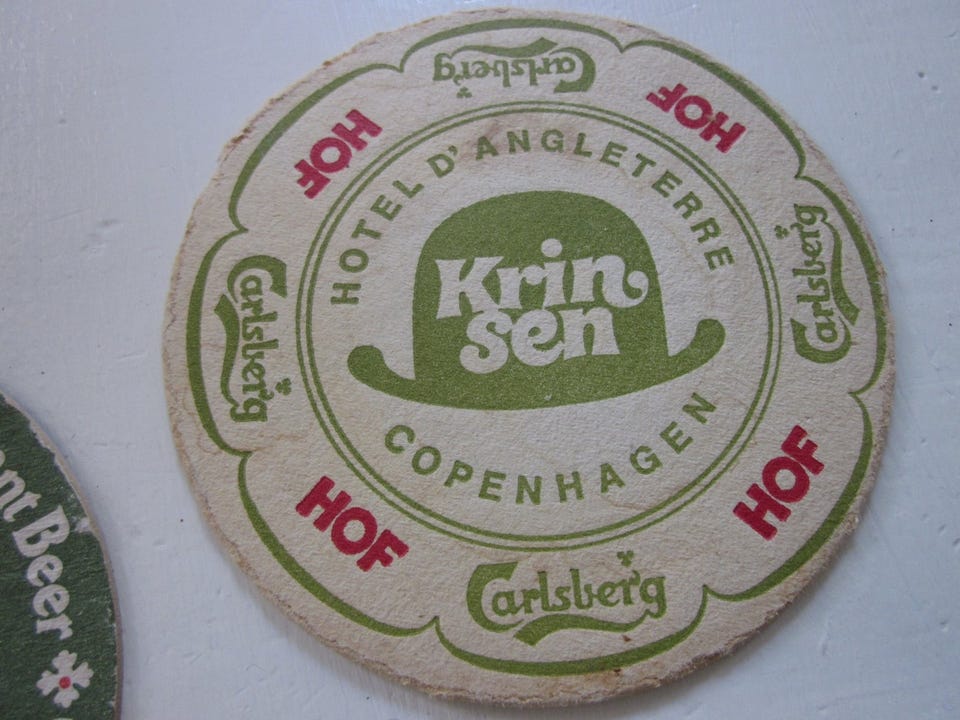 HOTEL D' ANGLETERRE
Krin
sen
COPENHAGEN
Carlsberg
HOF
Carlsberg
HOF
Carlsberg
HOF
Carlsberg
HOF
Beer